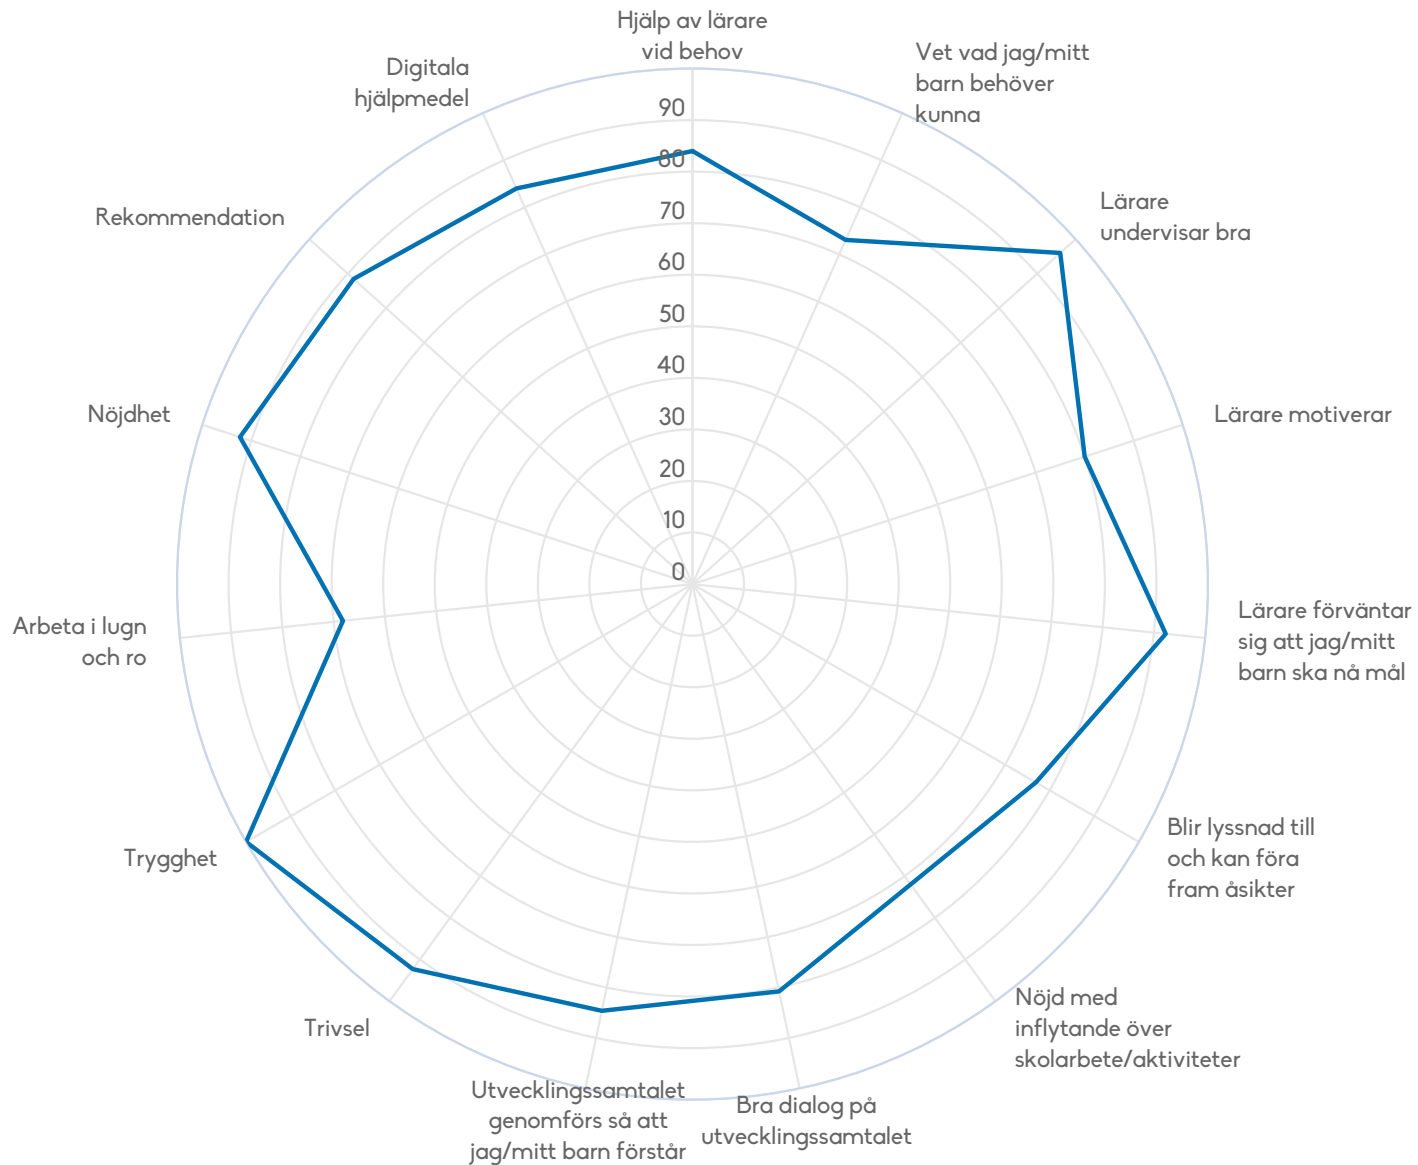 Hjälp av lärare
vid behov
Vet vad jag/mitt
barn behöver
kunna
Lärare
undervisar bra
Lärare motiverar
Lärare förväntar
sig att jag/mitt
barn ska nå mål
Blir lyssnad till
och kan föra
fram åsikter
Nöjd med
inflytande över
skolarbete/aktiviteter
Bra dialog på
utvecklingssamtalet
Utvecklingssamtalet
genomförs så att
jag/mitt barn förstår
Trivsel
Trygghet
Arbeta i lugn
och ro
Nöjdhet
Rekommendation
Digitala
hjälpmedel
90
80
70
60
50
40
30
20
10
0